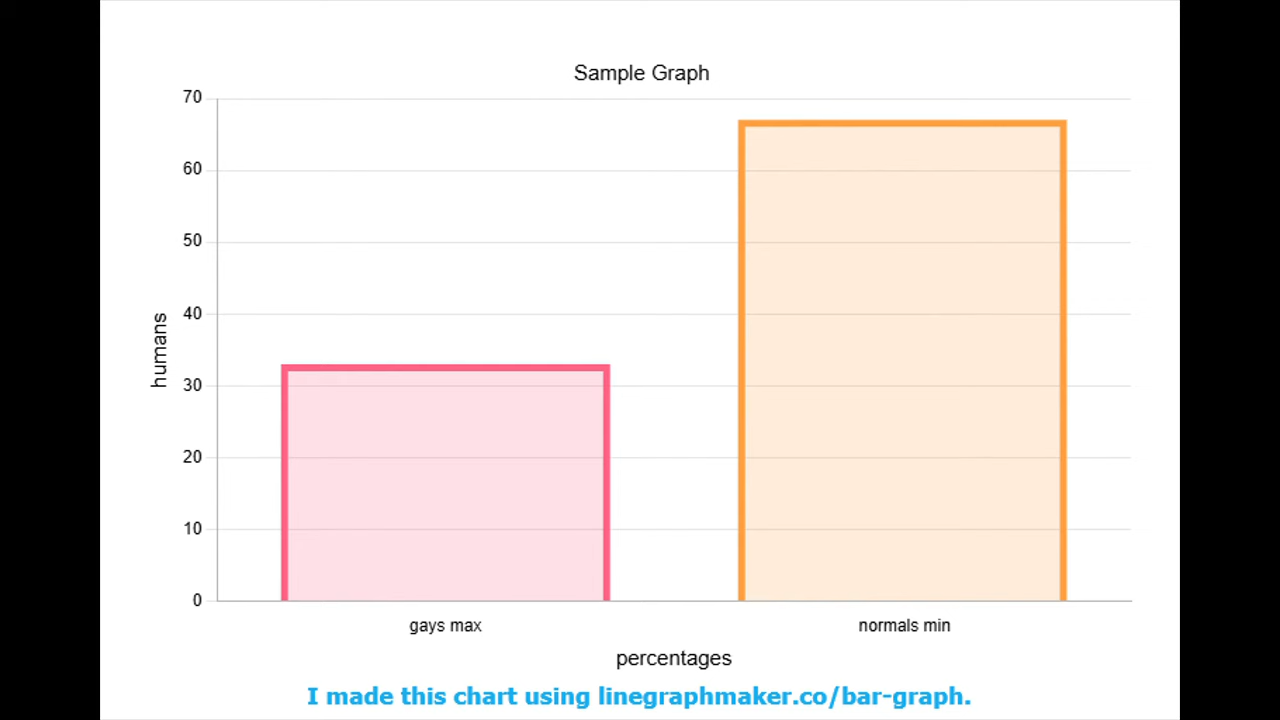 Sample Graph
70
60
50
40
30
20
10
0
humans
gays max
normals min
percentages
I made this chart using linegraphmaker.co/bar-graph.